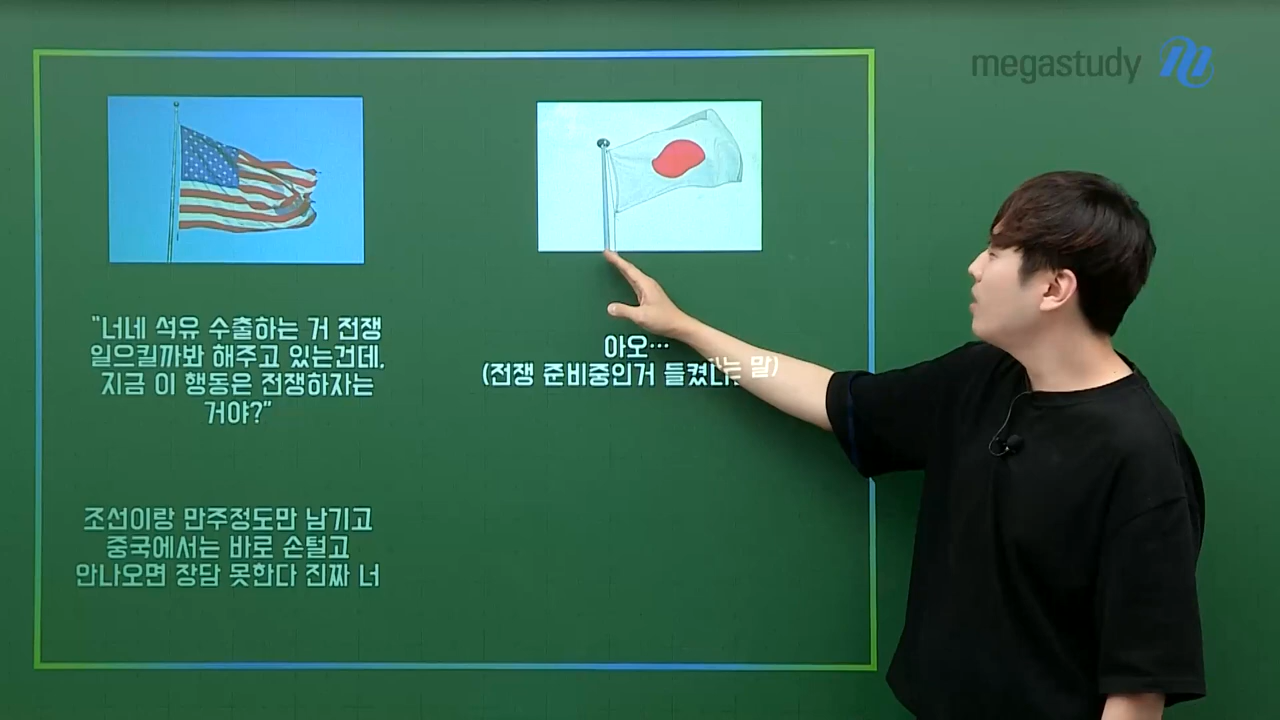 megastudy
"너네 석유 수출하는 거 전쟁
일으킬까봐 해주고 있는건데,
지금 이 행동은 전쟁하자는
거야?"
아오…
(전쟁 준비중인거 들켰다는 말)
조선이랑 만주정도만 남기고
중국에서는 바로 손털고
안나오면 장담 못한다 진짜 너